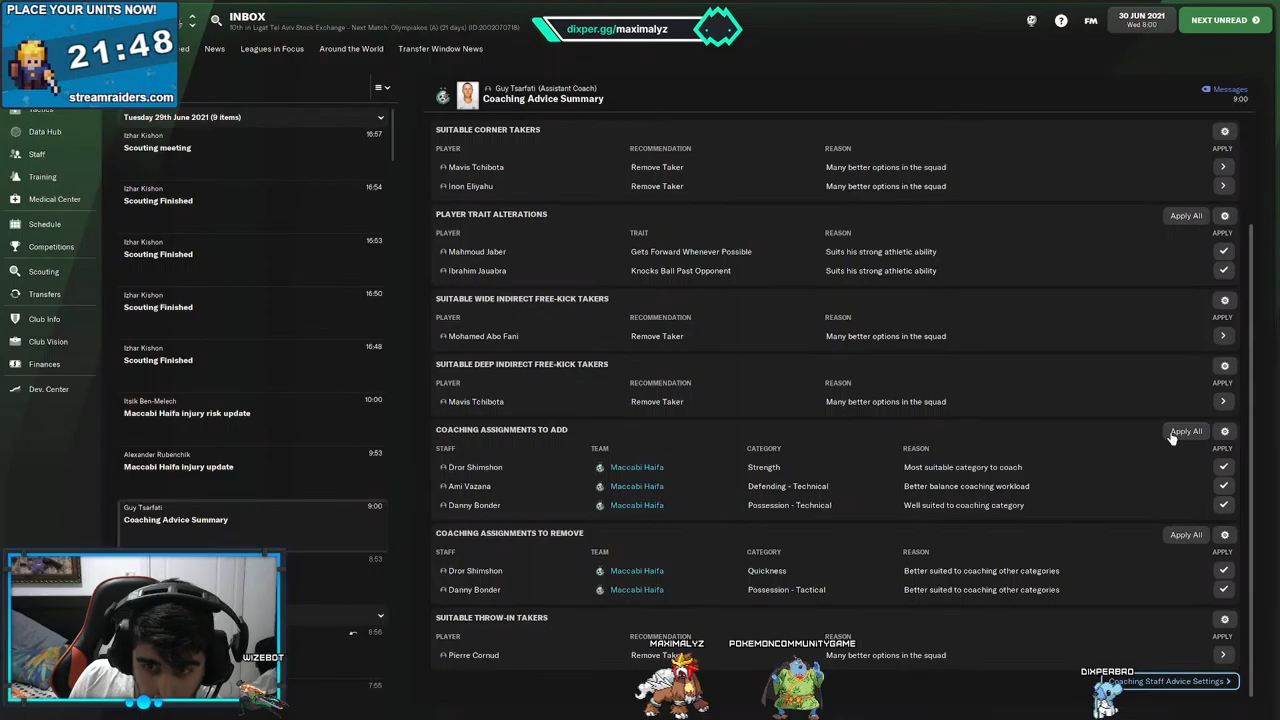 PLACE YOUR UNITS NOW!
21:48
streamraiders.com
INBOX
10th in Ligat Tel Aviv Stock Exchange - Next Match: Olympiakos (A) (21 days) (ID:2002070718)
dixper.gg/maximalyz
FM
30 JUN 2021
Wed 8:00
NEXT UNREAD
News
Leagues in Focus
Around the World
Transfer Window News
Tactics
Data Hub
Staff
Training
Medical Center
Schedule
Competitions
Scouting
Transfers
Club Info
Club Vision
Finances
Dev. Center
Tuesday 29th June 2021 (9 items)
Izhar Kishon 16:57
Scouting meeting
Izhar Kishon 16:54
Scouting Finished
Izhar Kishon 16:53
Scouting Finished
Izhar Kishon 16:50
Scouting Finished
Izhar Kishon 16:48
Scouting Finished
Itsik Ben-Melech 10:00
Maccabi Haifa injury risk update
Alexander Rubenchik 9:53
Maccabi Haifa injury update
Guy Tsarfati 9:00
Coaching Advice Summary
8:53
8:56
7:55
Guy Tsarfati (Assistant Coach)
Coaching Advice Summary
Messages
9:00
SUITABLE CORNER TAKERS
PLAYER RECOMMENDATION REASON APPLY
Mavis Tchibota Remove Taker Many better options in the squad
Inon Eliyahu Remove Taker Many better options in the squad
PLAYER TRAIT ALTERATIONS Apply All
PLAYER TRAIT REASON APPLY
Mahmoud Jaber Gets Forward Whenever Possible Suits his strong athletic ability
Ibrahim Jauabra Knocks Ball Past Opponent Suits his strong athletic ability
SUITABLE WIDE INDIRECT FREE-KICK TAKERS
PLAYER RECOMMENDATION REASON APPLY
Mohamed Abo Fani Remove Taker Many better options in the squad
SUITABLE DEEP INDIRECT FREE-KICK TAKERS
PLAYER RECOMMENDATION REASON APPLY
Mavis Tchibota Remove Taker Many better options in the squad
COACHING ASSIGNMENTS TO ADD Apply All
STAFF TEAM CATEGORY REASON APPLY
Dror Shimshon Maccabi Haifa Strength Most suitable category to coach
Ami Vazana Maccabi Haifa Defending - Technical Better balance coaching workload
Danny Bonder Maccabi Haifa Possession - Technical Well suited to coaching category
COACHING ASSIGNMENTS TO REMOVE Apply All
STAFF TEAM CATEGORY REASON APPLY
Dror Shimshon Maccabi Haifa Quickness Better suited to coaching other categories
Danny Bonder Maccabi Haifa Possession - Tactical Better suited to coaching other categories
SUITABLE THROW-IN TAKERS
PLAYER RECOMMENDATION REASON APPLY
Pierre Cornud Remove Many better options in the squad
Coaching Staff Advice Settings
WIZEBOT
MAXIMALYZ
POKEMONCOMMUNITYGAME
DIXPERBRO